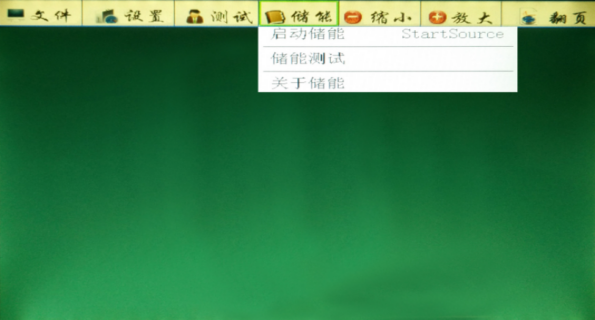 文件 设置 测试 储能 缩小 放大 翻页
启动储能 StartSource
储能测试
关于储能